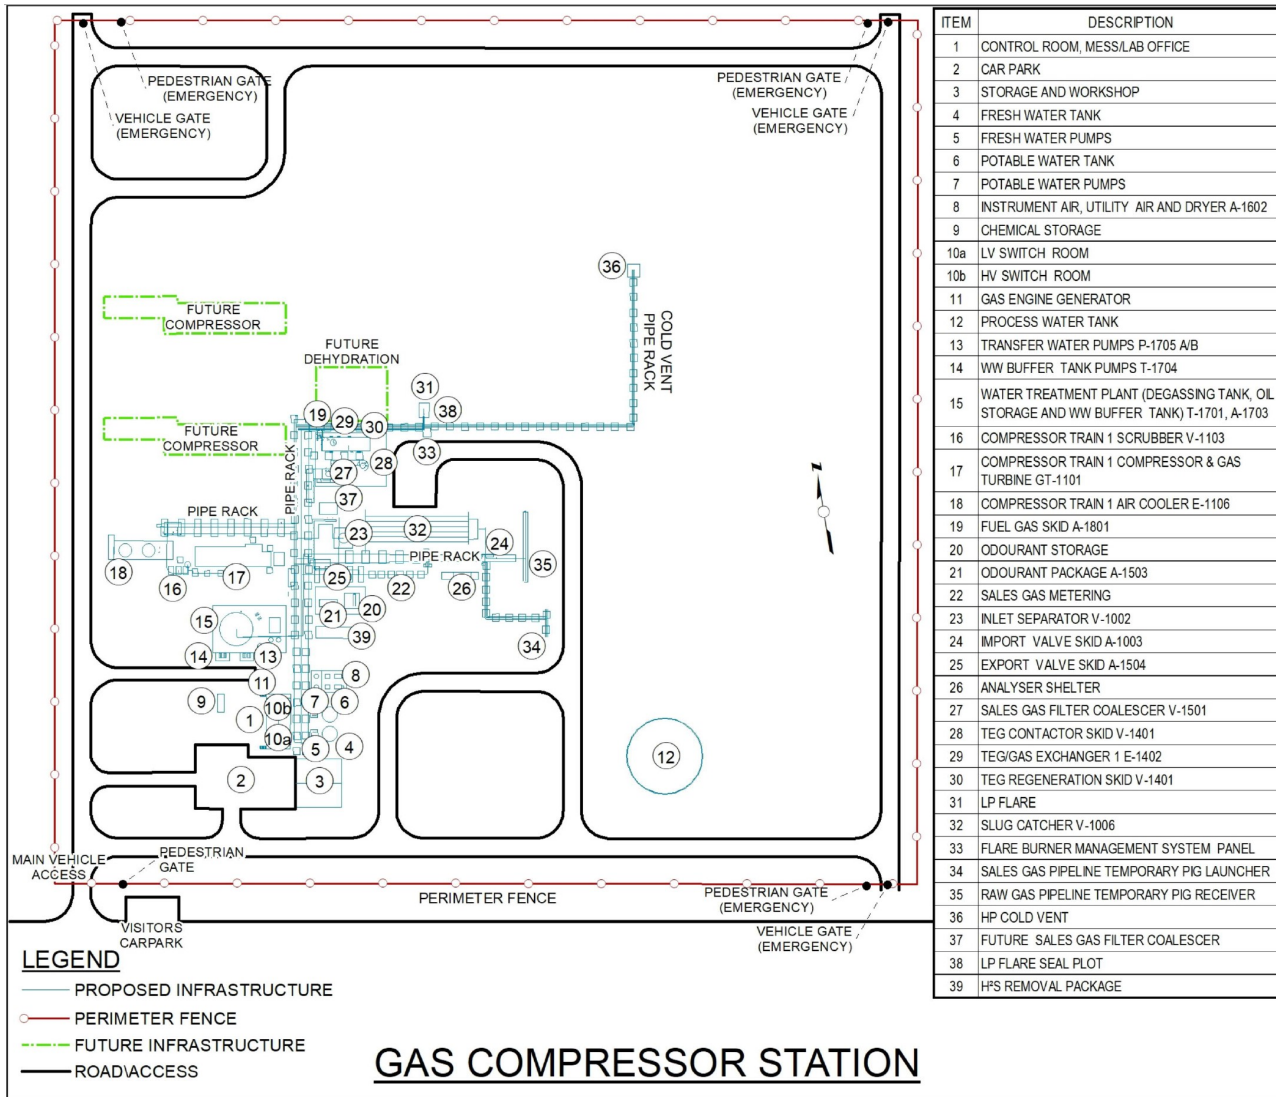 PEDESTRIAN GATE
(EMERGENCY)
VEHICLE GATE
(EMERGENCY)
PEDESTRIAN GATE
(EMERGENCY)
VEHICLE GATE
(EMERGENCY)
36
COLD VENT
PIPE RACK
FUTURE
COMPRESSOR
FUTURE
DEHYDRATION
31
38
19
29
30
FUTURE
COMPRESSOR
33
28
27
PIPE RACK
37
PIPE RACK
23
32
24
PIPE RACK
35
18
16
17
25
22
26
21
20
15
39
34
14
13
11
8
9
10b
7
6
1
10a
5
4
2
3
12
MAIN VEHICLE
ACCESS
PEDESTRIAN
GATE
PERIMETER FENCE
PEDESTRIAN GATE
(EMERGENCY)
VEHICLE GATE
(EMERGENCY)
VISITORS
CARPARK
LEGEND
PROPOSED INFRASTRUCTURE
PERIMETER FENCE
FUTURE INFRASTRUCTURE
ROAD\ACCESS
GAS COMPRESSOR STATION
ITEM DESCRIPTION
1 CONTROL ROOM, MESS/LAB OFFICE
2 CAR PARK
3 STORAGE AND WORKSHOP
4 FRESH WATER TANK
5 FRESH WATER PUMPS
6 POTABLE WATER TANK
7 POTABLE WATER PUMPS
8 INSTRUMENT AIR, UTILITY AIR AND DRYER A-1602
9 CHEMICAL STORAGE
10a LV SWITCH ROOM
10b HV SWITCH ROOM
11 GAS ENGINE GENERATOR
12 PROCESS WATER TANK
13 TRANSFER WATER PUMPS P-1705 A/B
14 WW BUFFER TANK PUMPS T-1704
15 WATER TREATMENT PLANT (DEGASSING TANK, OIL
STORAGE AND WW BUFFER TANK) T-1701, A-1703
16 COMPRESSOR TRAIN 1 SCRUBBER V-1103
17 COMPRESSOR TRAIN 1 COMPRESSOR & GAS
TURBINE GT-1101
18 COMPRESSOR TRAIN 1 AIR COOLER E-1106
19 FUEL GAS SKID A-1801
20 ODOURANT STORAGE
21 ODOURANT PACKAGE A-1503
22 SALES GAS METERING
23 INLET SEPARATOR V-1002
24 IMPORT VALVE SKID A-1003
25 EXPORT VALVE SKID A-1504
26 ANALYSER SHELTER
27 SALES GAS FILTER COALESCER V-1501
28 TEG CONTACTOR SKID V-1401
29 TEG/GAS EXCHANGER 1 E-1402
30 TEG REGENERATION SKID V-1401
31 LP FLARE
32 SLUG CATCHER V-1006
33 FLARE BURNER MANAGEMENT SYSTEM PANEL
34 SALES GAS PIPELINE TEMPORARY PIG LAUNCHER
35 RAW GAS PIPELINE TEMPORARY PIG RECEIVER
36 HP COLD VENT
37 FUTURE SALES GAS FILTER COALESCER
38 LP FLARE SEAL PLOT
39 H²S REMOVAL PACKAGE